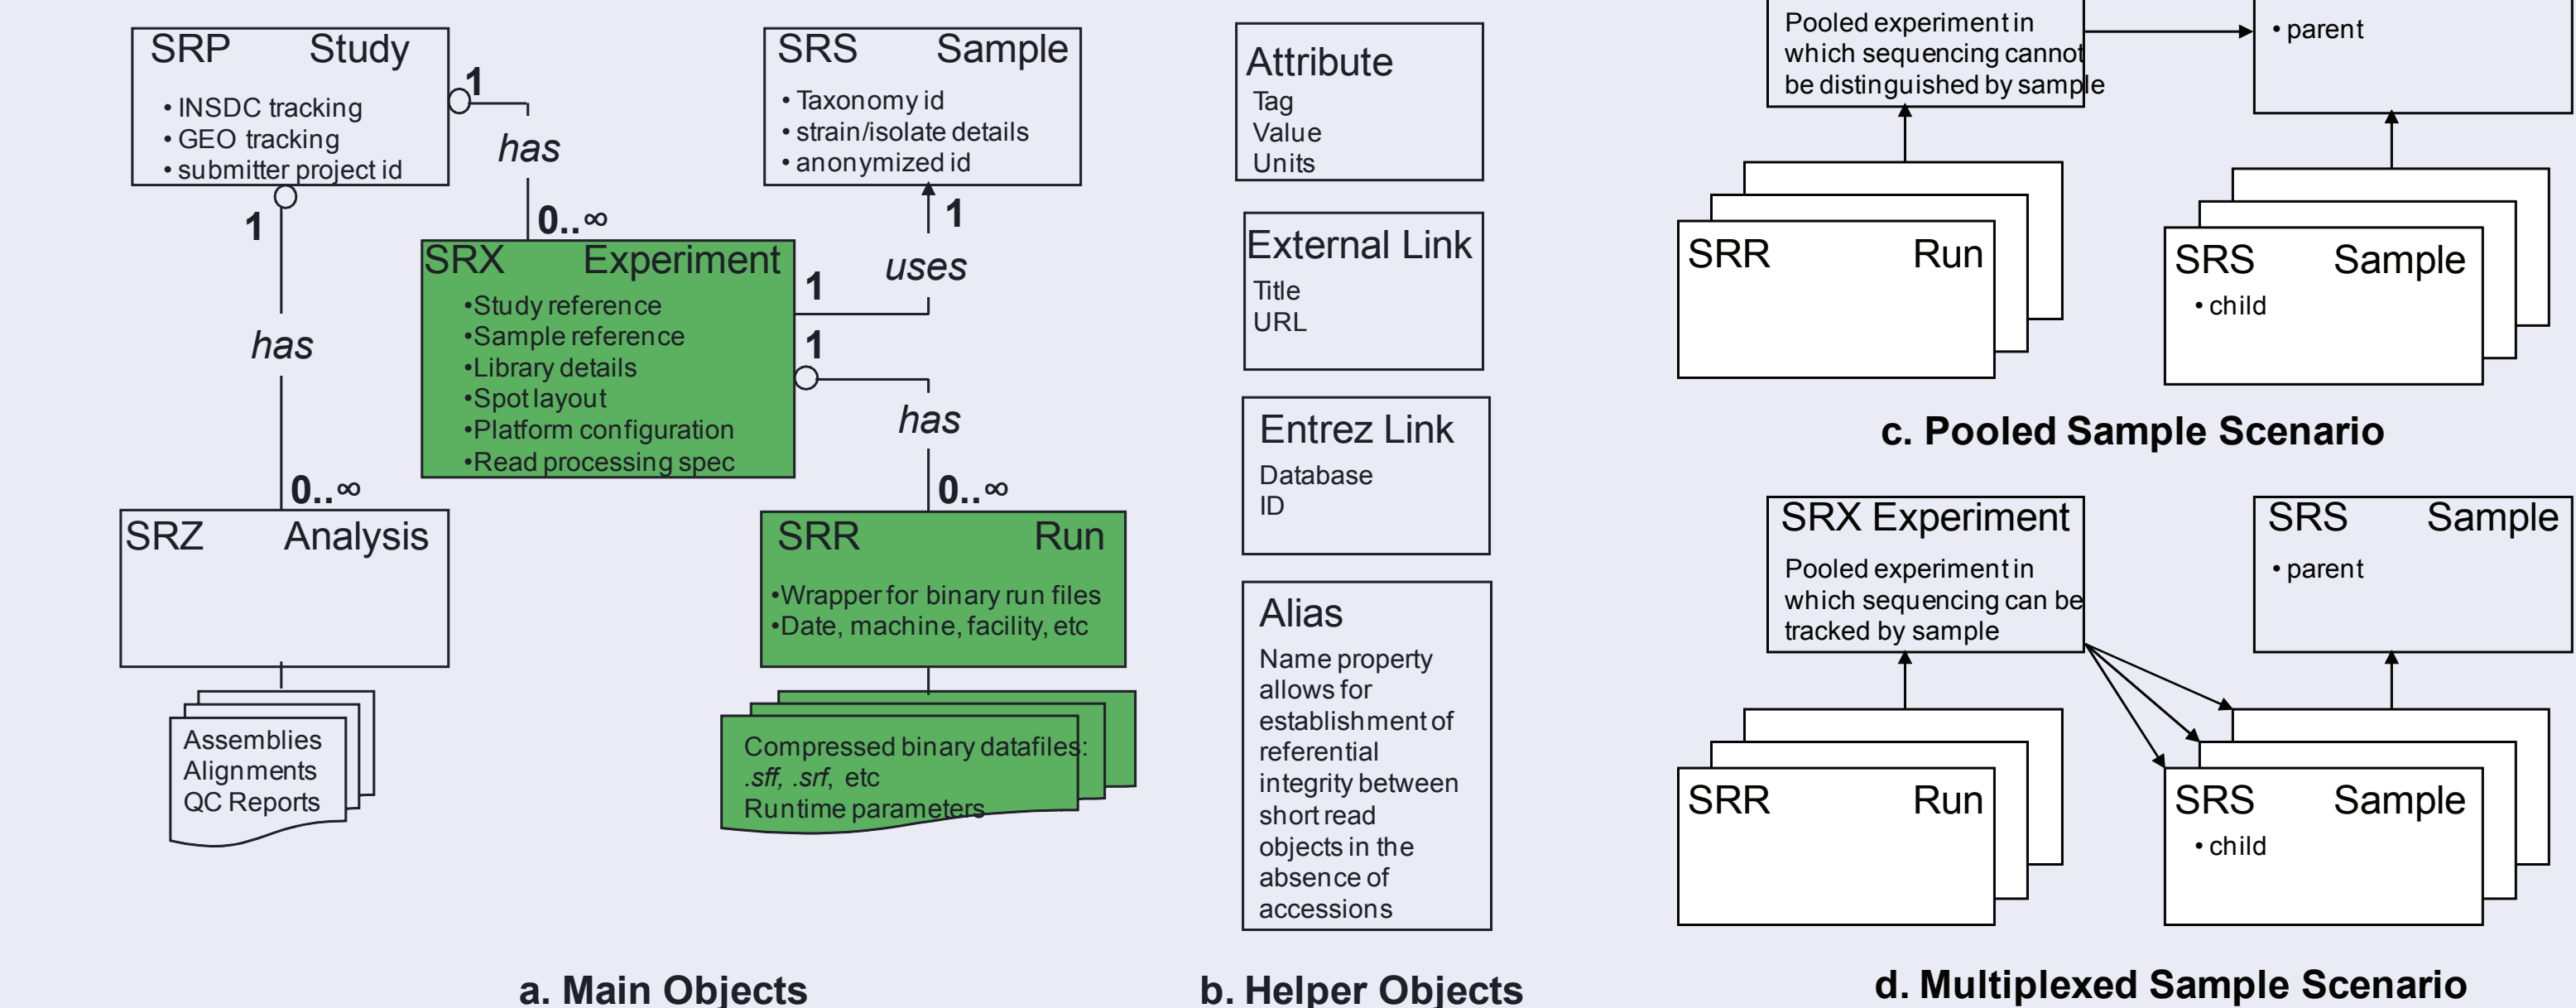 SRP Study
• INSDC tracking
• GEO tracking
• submitter project id
1
has
0..∞
1
has
0..∞
SRS Sample
• Taxonomy id
• strain/isolate details
• anonymized id
1
uses
1
SRX Experiment
•Study reference
•Sample reference
•Library details
•Spot layout
•Platform configuration
•Read processing spec
1
has
0..∞
SRZ Analysis
Assemblies
Alignments
QC Reports
SRR Run
•Wrapper for binary run files
•Date, machine, facility, etc
Compressed binary datafiles:
.sff, .srf, etc
Runtime parameters
a. Main Objects
Attribute
Tag
Value
Units
External Link
Title
URL
Entrez Link
Database
ID
Alias
Name property
allows for
establishment of
referential
integrity between
short read
objects in the
absence of
accessions
b. Helper Objects
Pooled experiment in
which sequencing cannot
be distinguished by sample
• parent
SRR Run
SRS Sample
• child
c. Pooled Sample Scenario
SRX Experiment
Pooled experiment in
which sequencing can be
tracked by sample
SRS Sample
• parent
SRR Run
SRS Sample
• child
d. Multiplexed Sample Scenario